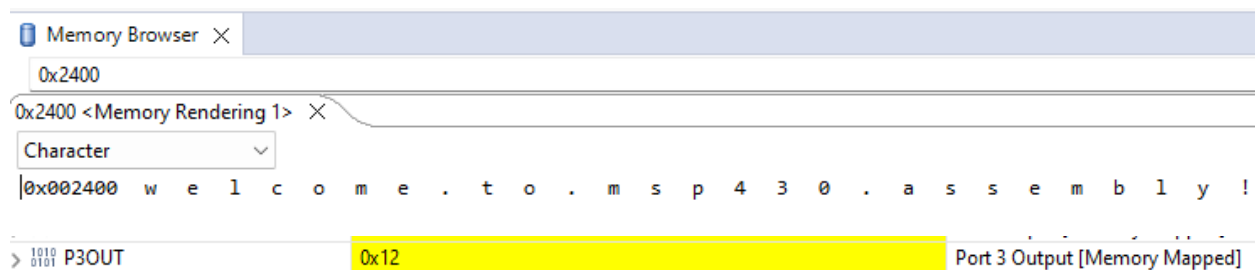 Memory Browser
0x2400
0x2400 <Memory Rendering 1>
Character
0x002400 w e l c o m e . t o . m s p 4 3 0 . a s s e m b l y !
P3OUT 0x12 Port 3 Output [Memory Mapped]